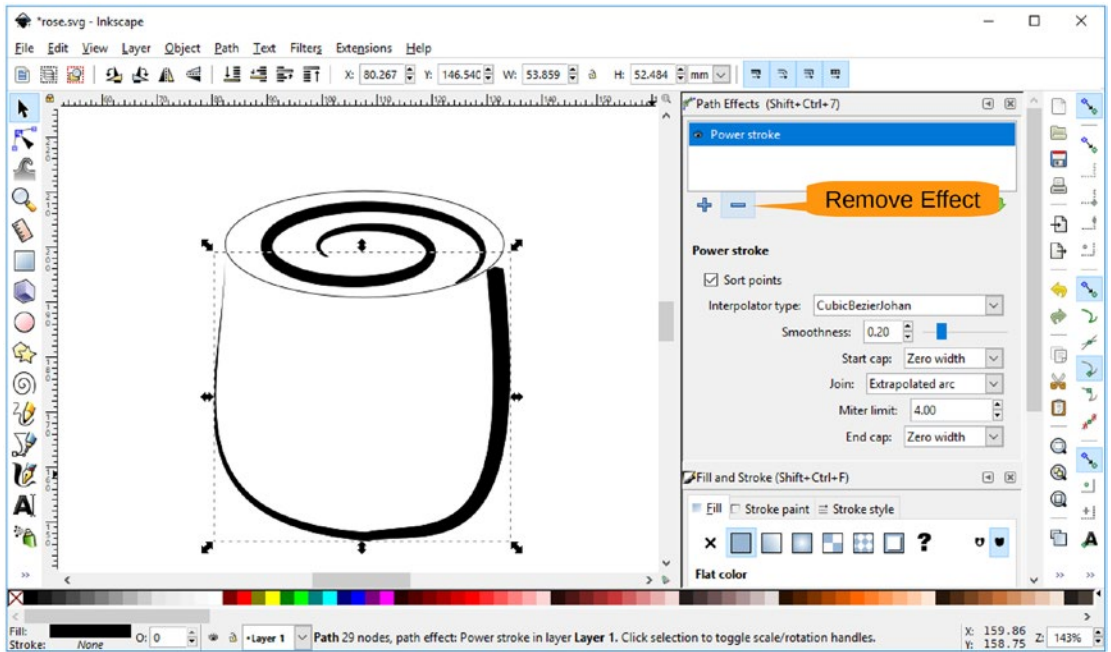 *rose.svg - Inkscape
File Edit View Layer Object Path Text Filters Extensions Help
X: 80.267 Y: 146.540 W: 53.859 H: 52.484 mm
Path Effects (Shift+Ctrl+7)
Power stroke
Remove Effect
Power stroke
Sort points
Interpolator type: CubicBezierJohan
Smoothness: 0.20
Start cap: Zero width
Join: Extrapolated arc
Miter limit: 4.00
End cap: Zero width
Fill and Stroke (Shift+Ctrl+F)
Fill Stroke paint Stroke style
Flat color
Fill:
Stroke: None
O: 0
Layer 1
Path 29 nodes, path effect: Power stroke in layer Layer 1. Click selection to toggle scale/rotation handles.
X: 159.86
Y: 158.75
Z: 143%